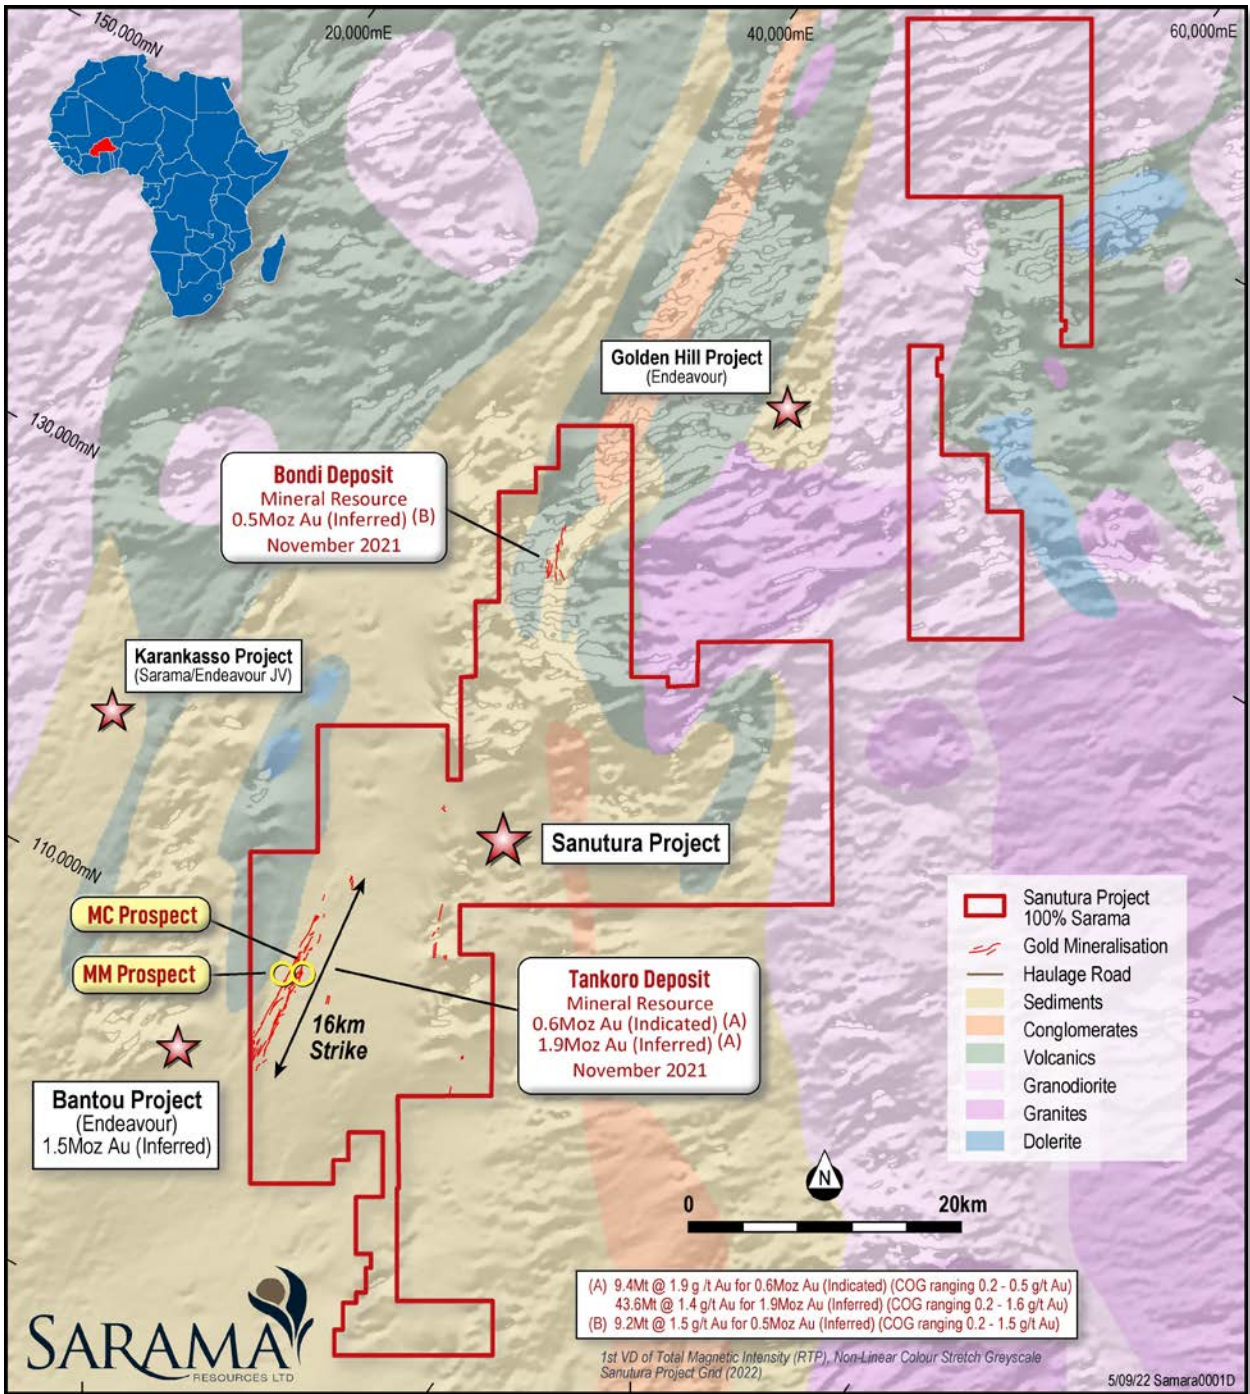 150,000mN
20,000mE
40,000mE
60,000mE
Golden Hill Project
(Endeavour)
130,000mN
Bondi Deposit
Mineral Resource
0.5Moz Au (Inferred) (B)
November 2021
Karankasso Project
(Sarama/Endeavour JV)
Sanutura Project
110,000mN
MC Prospect
MM Prospect
16km
Strike
Tankoro Deposit
Mineral Resource
0.6Moz Au (Indicated) (A)
1.9Moz Au (Inferred) (A)
November 2021
Bantou Project
(Endeavour)
1.5Moz Au (Inferred)
Sanutura Project
100% Sarama
Gold Mineralisation
Haulage Road
Sediments
Conglomerates
Volcanics
Granodiorite
Granites
Dolerite
N
0 20km
(A) 9.4Mt @ 1.9 g /t Au for 0.6Moz Au (Indicated) (COG ranging 0.2 - 0.5 g/t Au)
43.6Mt @ 1.4 g/t Au for 1.9Moz Au (Inferred) (COG ranging 0.2 - 1.6 g/t Au)
(B) 9.2Mt @ 1.5 g/t Au for 0.5Moz Au (Inferred) (COG ranging 0.2 - 1.5 g/t Au)
1st VD of Total Magnetic Intensity (RTP), Non-Linear Colour Stretch Greyscale
Sanutura Project Grid (2022)
SARAMA
RESOURCES LTD
5/09/22 Samara0001D